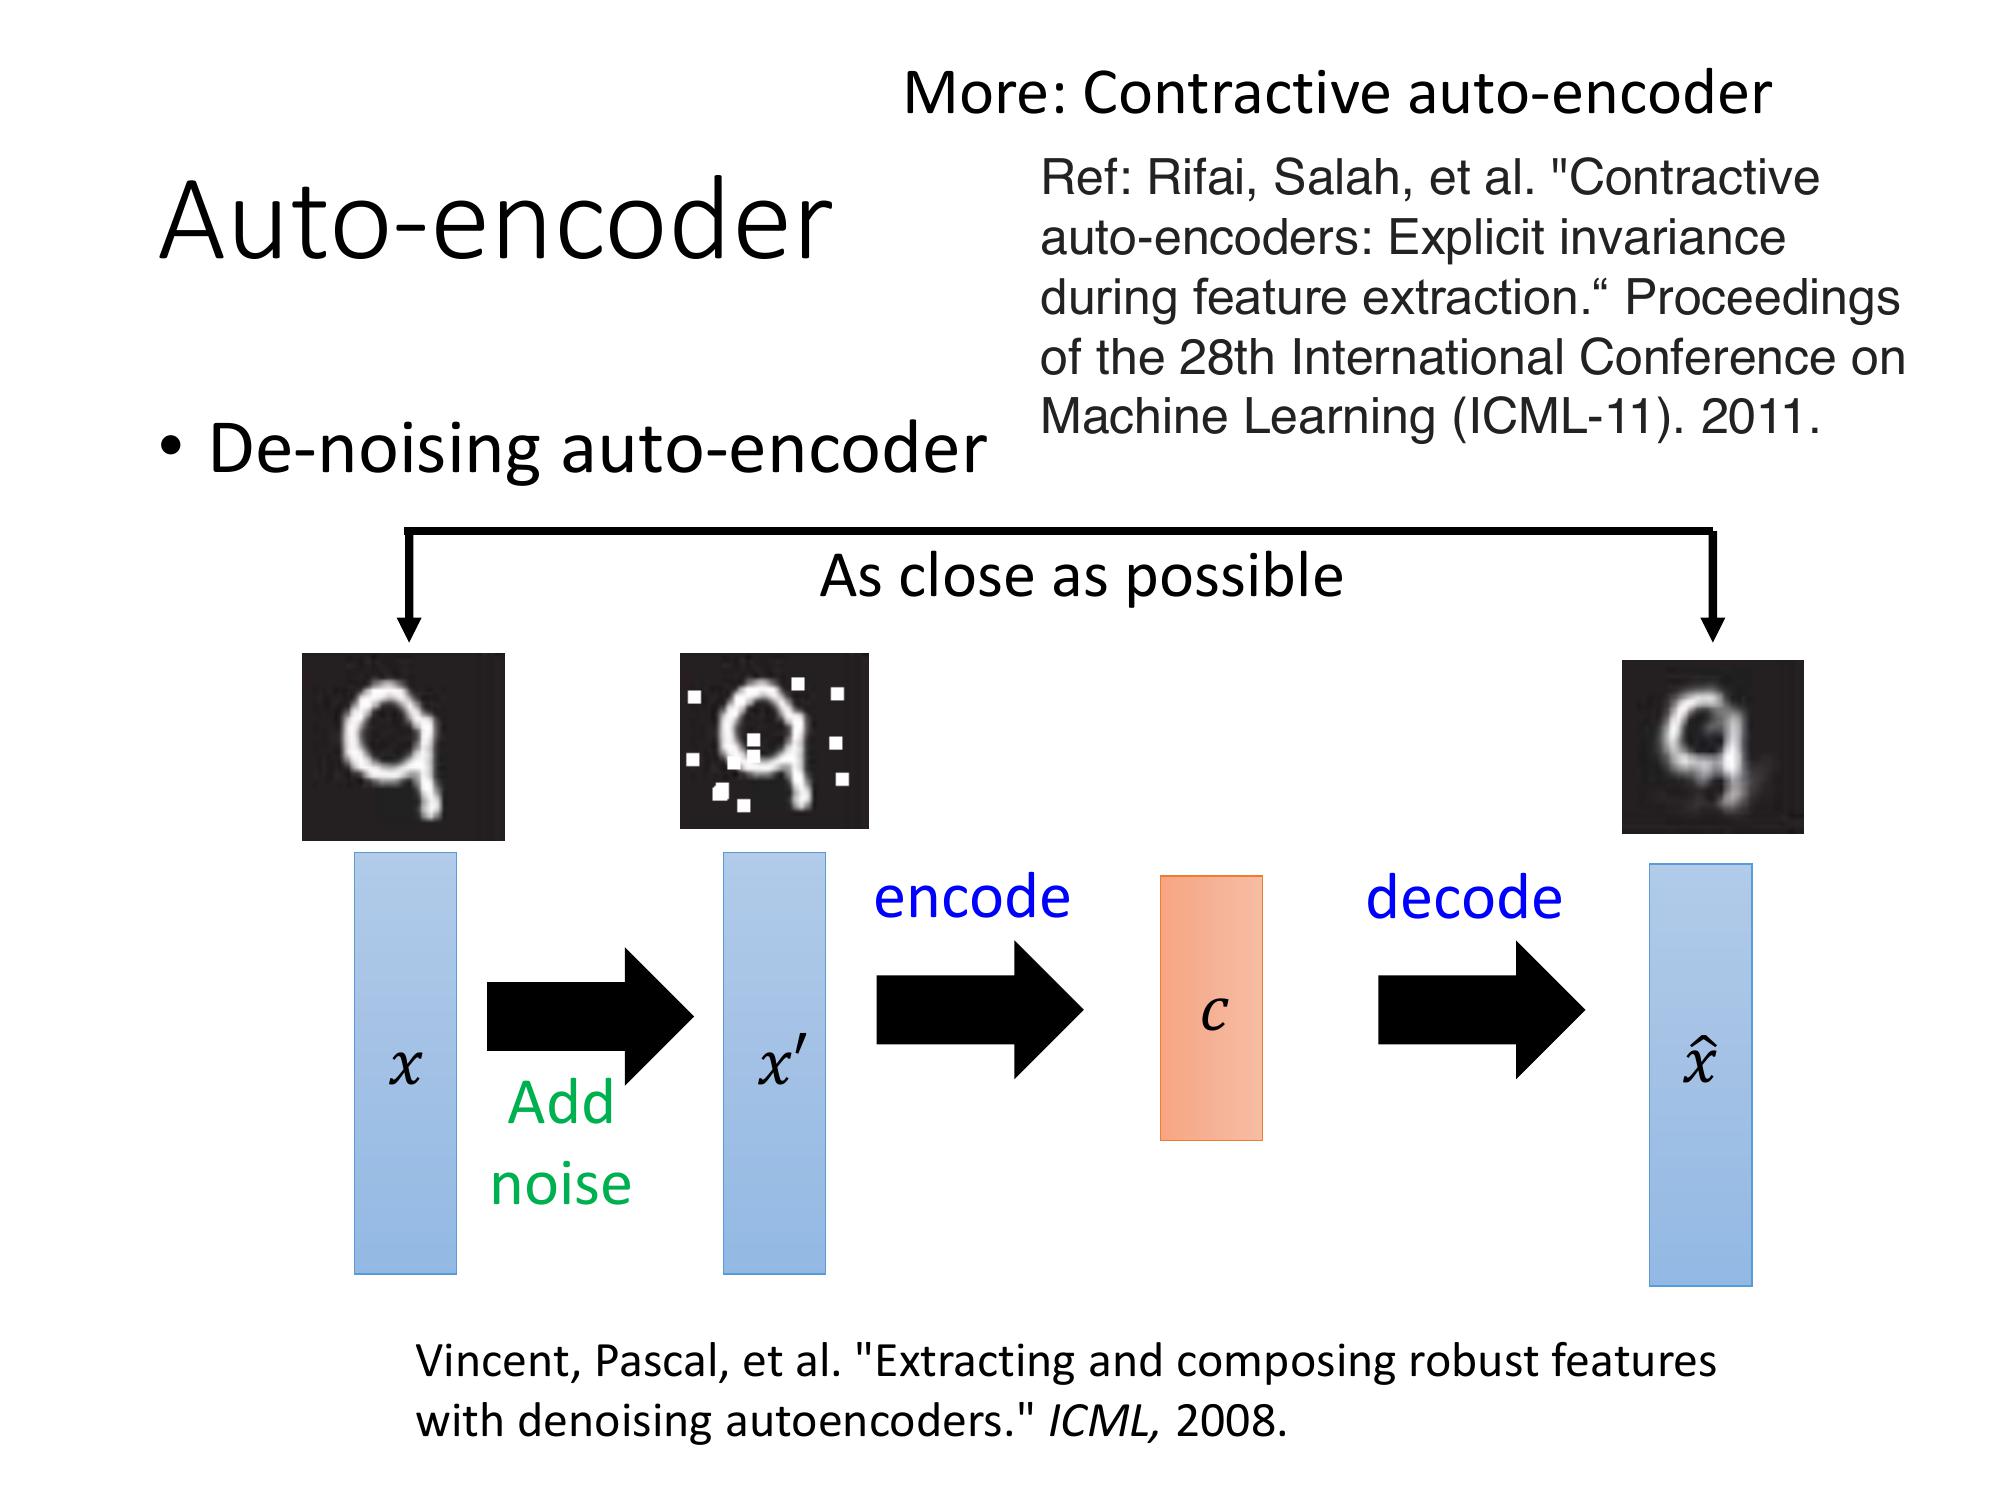 More: Contractive auto-encoder
Auto-encoder
Ref: Rifai, Salah, et al. "Contractive
auto-encoders: Explicit invariance
during feature extraction.“ Proceedings
of the 28th International Conference on
Machine Learning (ICML-11). 2011.
• De-noising auto-encoder
As close as possible
encode
decode
x
x′
c
x̂
Add
noise
Vincent, Pascal, et al. "Extracting and composing robust features
with denoising autoencoders." ICML, 2008.